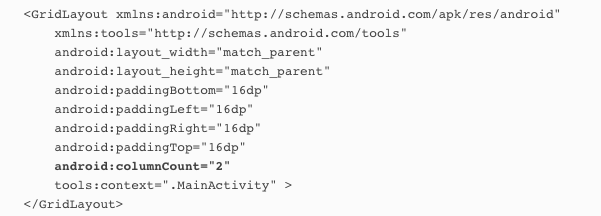 <GridLayout xmlns:android="http://schemas.android.com/apk/res/android"
xmlns:tools="http://schemas.android.com/tools"
android:layout_width="match_parent"
android:layout_height="match_parent"
android:paddingBottom="16dp"
android:paddingLeft="16dp"
android:paddingRight="16dp"
android:paddingTop="16dp"
android:columnCount="2"
tools:context=".MainActivity" >
</GridLayout>